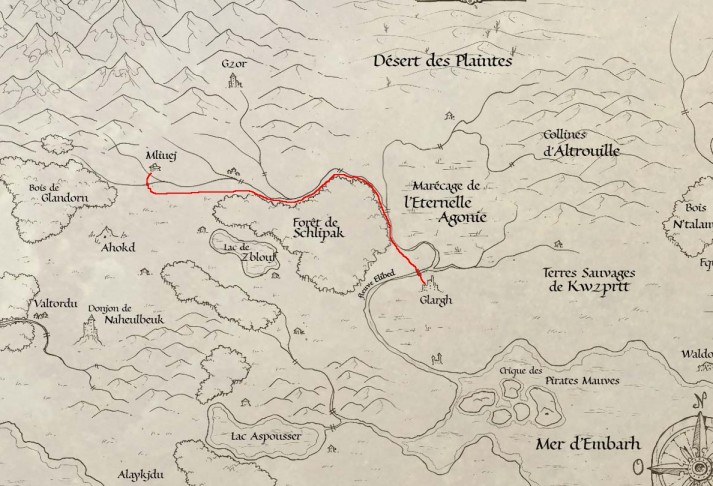 Gzor
Désert des Plaintes
Collines
d'Altrouille
Mliuej
Bois de
Glandorn
Marécage de
l'Eternelle
Agonie
Bois
Forêt de
Schlipak
Ahokd
Lac de
Zblouf
Fleuve Elibed
Glargh
Terres Sauvages
de Kwzprtt
Valtordu
Donjon de
Naheulbeuk
Crique des
Pirates Mauves
Waldo
Lac Aspousser
Mer d'Embarh
N
O
Alaykjdu